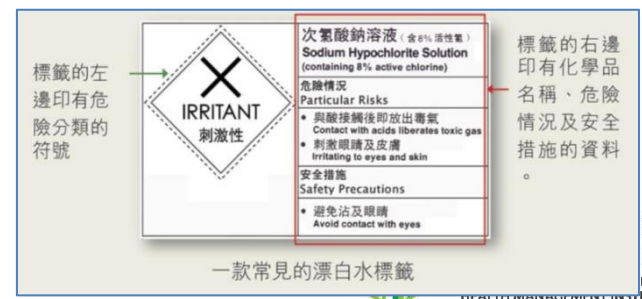 標籤的左
邊印有危
險分類的
符號
IRRITANT
刺激性
次氯酸鈉溶液（含8%活性氯）
Sodium Hypochlorite Solution
(containing 8% active chlorine)
危險情況
Particular Risks
• 與酸接觸後即放出毒氣
Contact with acids liberates toxic gas
• 刺激眼睛及皮膚
Irritating to eyes and skin
安全措施
Safety Precautions
• 避免沾及眼睛
Avoid contact with eyes
標籤的右邊
印有化學品
名稱、危險
情況及安全
措施的資料
。
一款常見的漂白水標籤